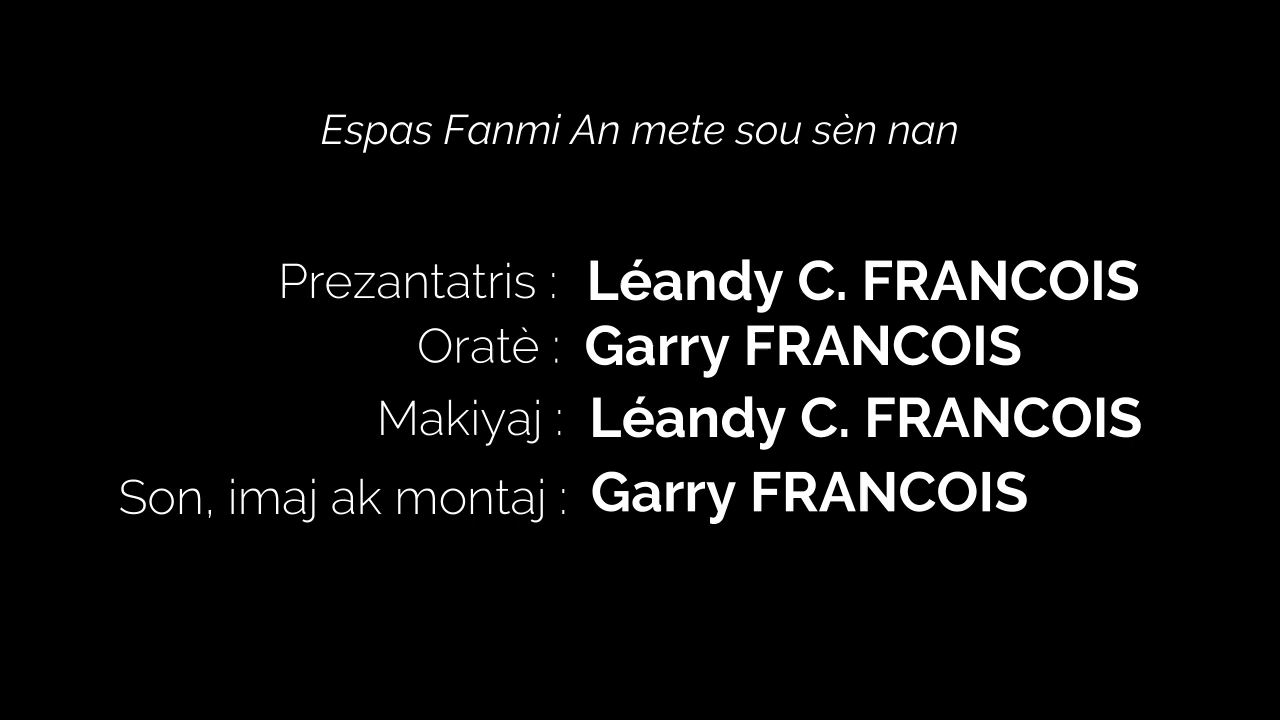 Espas Fanmi An mete sou sèn nan
Prezantatris : Léandy C. FRANCOIS
Oratè : Garry FRANCOIS
Makiyaj : Léandy C. FRANCOIS
Son, imaj ak montaj : Garry FRANCOIS